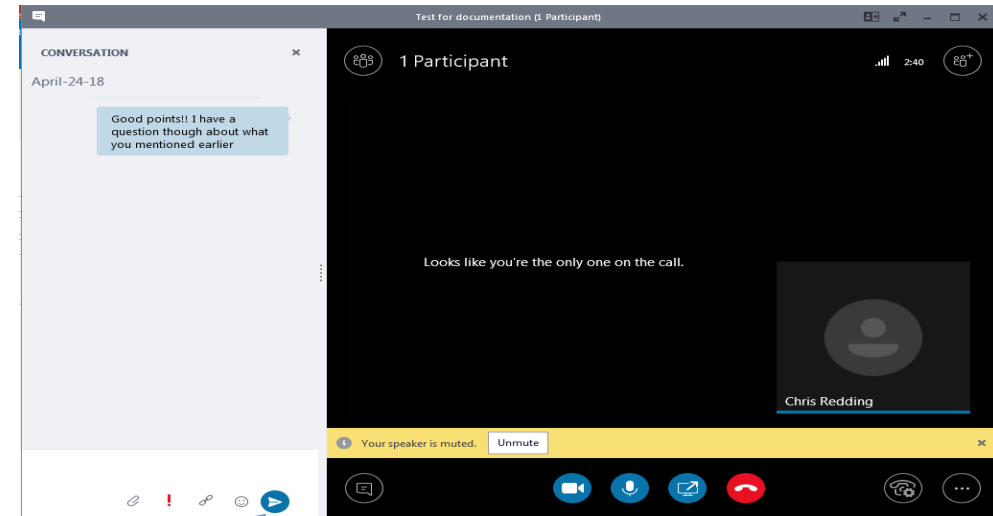 Test for documentation (1 Participant)
CONVERSATION
April-24-18
Good points!! I have a
question though about what
you mentioned earlier
1 Participant
2:40
Looks like you're the only one on the call.
Chris Redding
Your speaker is muted. Unmute